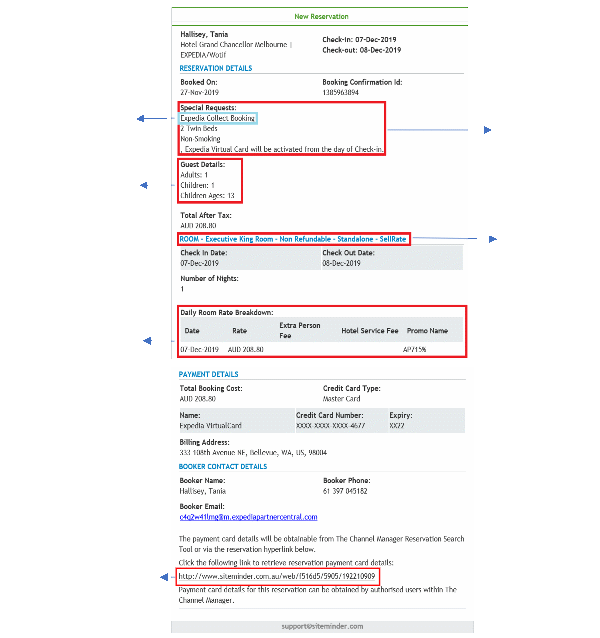 New Reservation
Hallisey, Tania
Hotel Grand Chancellor Melbourne |
EXPEDIA/Wotif
Check-in: 07-Dec-2019
Check-out: 08-Dec-2019
RESERVATION DETAILS
Booked On:
27-Nov-2019
Booking Confirmation Id:
1385963894
Special Requests:
Expedia Collect Booking
2 Twin Beds
Non-Smoking
, Expedia Virtual Card will be activated from the day of Check-in.
Guest Details:
Adults: 1
Children: 1
Children Ages: 13
Total After Tax:
AUD 208.80
ROOM - Executive King Room - Non Refundable - Standalone - SellRate
Check In Date:
07-Dec-2019
Check Out Date:
08-Dec-2019
Number of Nights:
1
Daily Room Rate Breakdown:
Date Rate Extra Person Fee Hotel Service Fee Promo Name
07-Dec-2019 AUD 208.80 AP715%
PAYMENT DETAILS
Total Booking Cost:
AUD 208.80
Credit Card Type:
Master Card
Name:
Expedia VirtualCard
Credit Card Number:
XXXX-XXXX-XXXX-4677
Expiry:
XX22
Billing Address:
333 108th Avenue NE, Bellevue, WA, US, 98004
BOOKER CONTACT DETAILS
Booker Name:
Hallisey, Tania
Booker Phone:
61 397 045182
Booker Email:
c4q2w41lmg@m.expediapartnercentral.com
The payment card details will be obtainable from The Channel Manager Reservation Search
Tool or via the reservation hyperlink below.
Click the following link to retrieve reservation payment card details:
http://www.siteminder.com.au/web/f516d5/5905/192210909
Payment card details for this reservation can be obtained by authorised users within The
Channel Manager.
support@siteminder.com